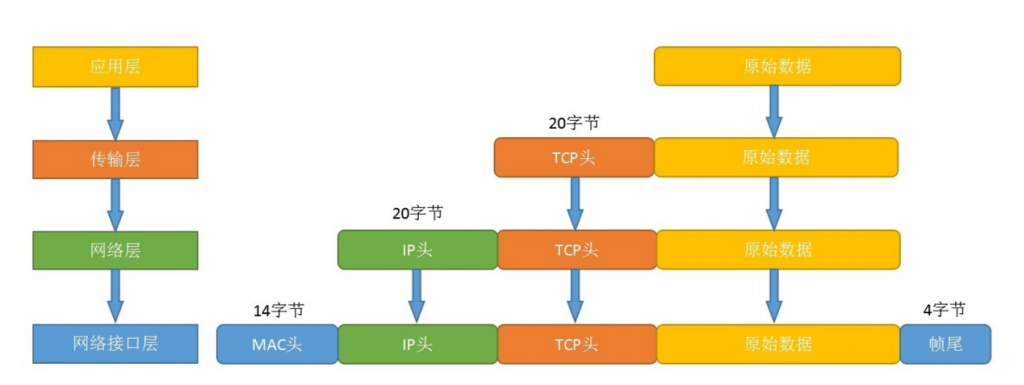 应用层
原始数据
20字节
传输层
TCP头
原始数据
20字节
网络层
IP头
TCP头
原始数据
14字节
4字节
网络接口层
MAC头
IP头
TCP头
原始数据
帧尾